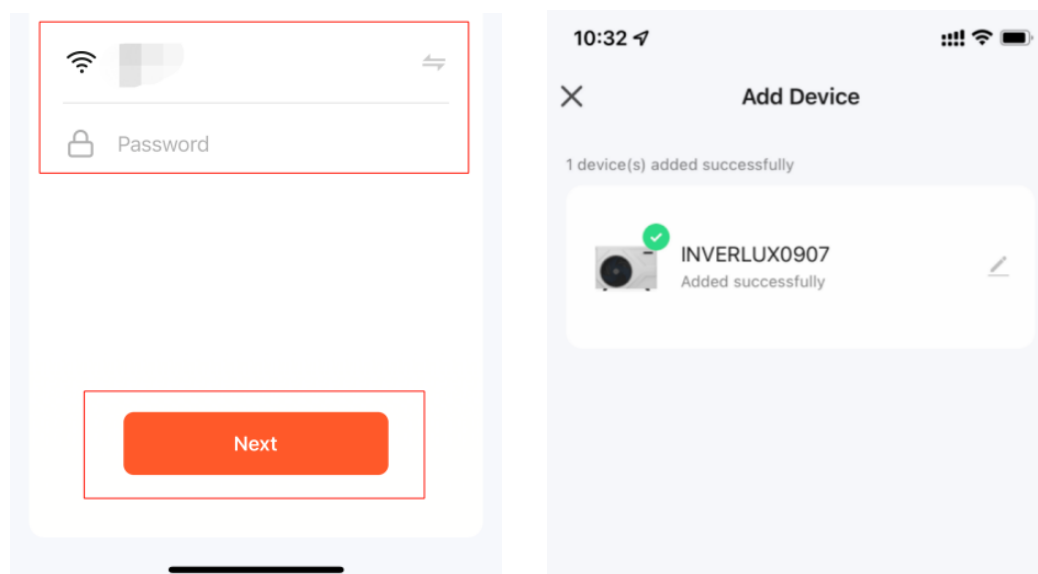 Password
Next
10:32
Add Device
1 device(s) added successfully
INVERLUX0907
Added successfully